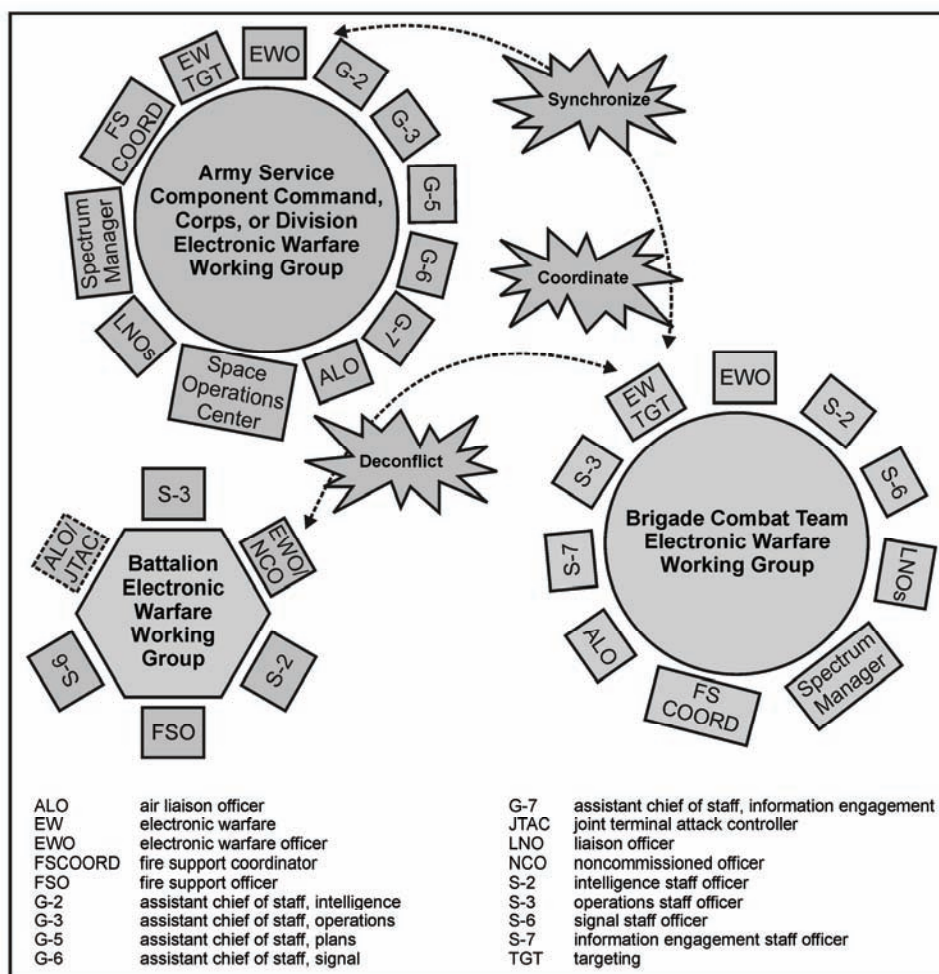 EWO
G-2
G-3
G-5
G-6
G-7
ALO
Space
Operations
Center
LNOs
Spectrum
Manager
FS
COORD
EW
TGT
Army Service
Component Command,
Corps, or Division
Electronic Warfare
Working Group
Synchronize
Coordinate
Deconflict
S-3
EWO/
NCO
S-2
FSO
S-6
ALO/
JTAC
Battalion
Electronic
Warfare
Working
Group
EWO
S-2
S-6
LNOs
Spectrum
Manager
FS
COORD
ALO
S-7
S-3
EW
TGT
Brigade Combat Team
Electronic Warfare
Working Group
ALO air liaison officer
EW electronic warfare
EWO electronic warfare officer
FSCOORD fire support coordinator
FSO fire support officer
G-2 assistant chief of staff, intelligence
G-3 assistant chief of staff, operations
G-5 assistant chief of staff, plans
G-6 assistant chief of staff, signal
G-7 assistant chief of staff, information engagement
JTAC joint terminal attack controller
LNO liaison officer
NCO noncommissioned officer
S-2 intelligence staff officer
S-3 operations staff officer
S-6 signal staff officer
S-7 information engagement staff officer
TGT targeting